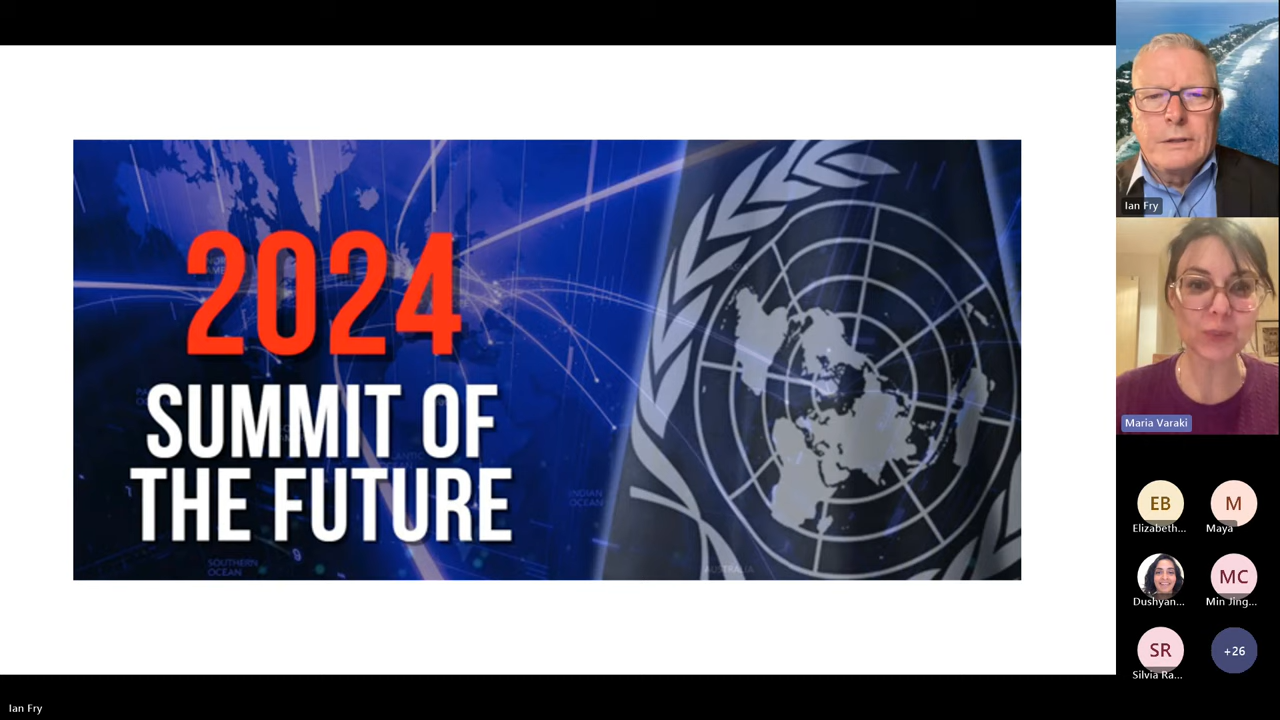 2024
SUMMIT OF
THE FUTURE
INDIAN
OCEAN
SOUTHERN
OCEAN
AUSTRALIA
Ian Fry
Maria Varaki
EB
Elizabeth...
M
Maya
Dushyan...
MC
Min Jing...
SR
Silvia Ra...
+26
Ian Fry